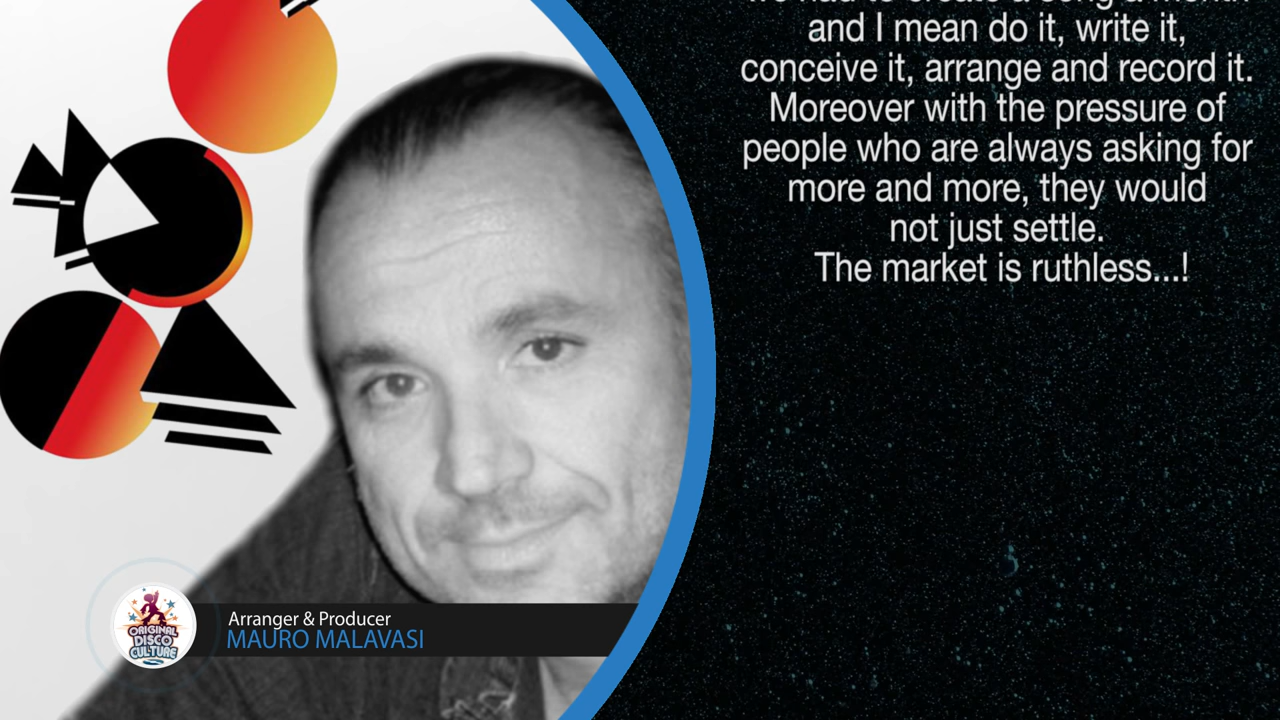 and I mean do it, write it,
conceive it, arrange and record it.
Moreover with the pressure of
people who are always asking for
more and more, they would
not just settle.
The market is ruthless...!
Arranger & Producer
MAURO MALAVASI
ORIGINAL
DISCO
CULTURE